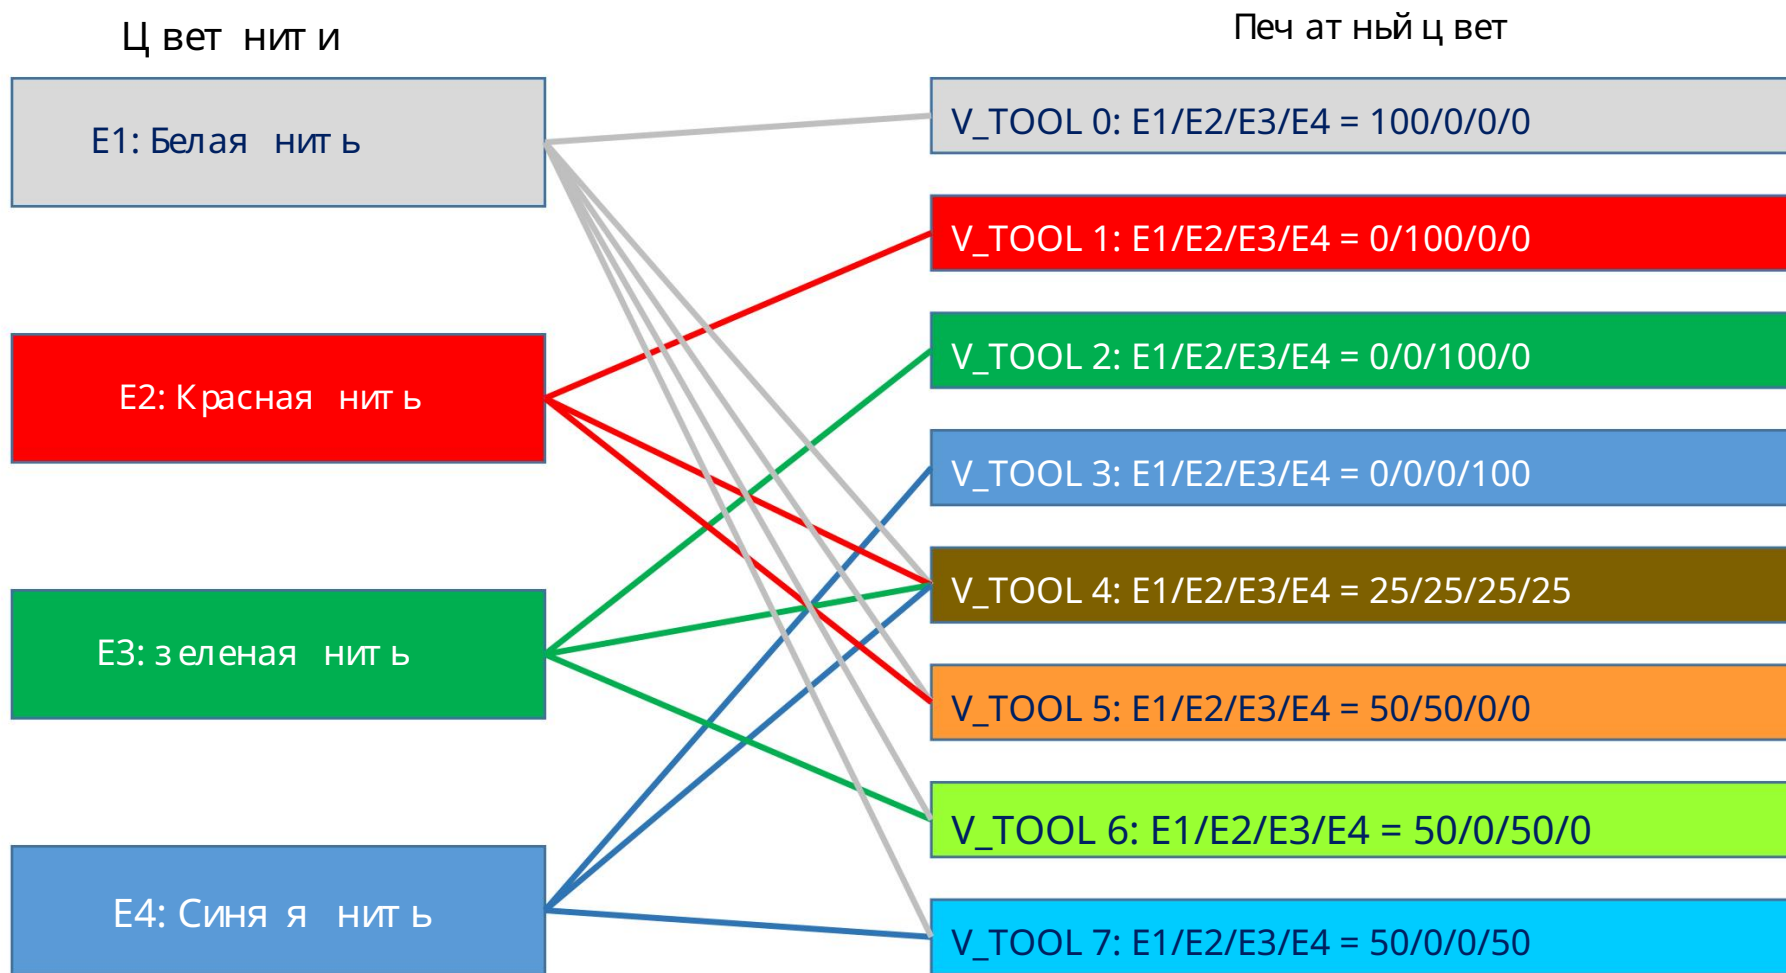 Цвет нити
Печатный цвет
E1: Белая нить
E2: Красная нить
E3: зеленая нить
E4: Синяя нить
V_TOOL 0: E1/E2/E3/E4 = 100/0/0/0
V_TOOL 1: E1/E2/E3/E4 = 0/100/0/0
V_TOOL 2: E1/E2/E3/E4 = 0/0/100/0
V_TOOL 3: E1/E2/E3/E4 = 0/0/0/100
V_TOOL 4: E1/E2/E3/E4 = 25/25/25/25
V_TOOL 5: E1/E2/E3/E4 = 50/50/0/0
V_TOOL 6: E1/E2/E3/E4 = 50/0/50/0
V_TOOL 7: E1/E2/E3/E4 = 50/0/0/50